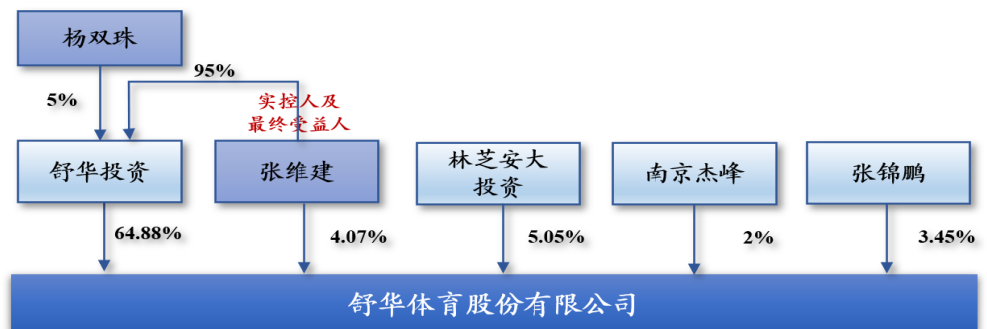 杨双珠
95%
5%
实控人及
最终受益人
舒华投资
张维建
林芝安大
投资
南京杰峰
张锦鹏
64.88%
4.07%
5.05%
2%
3.45%
舒华体育股份有限公司